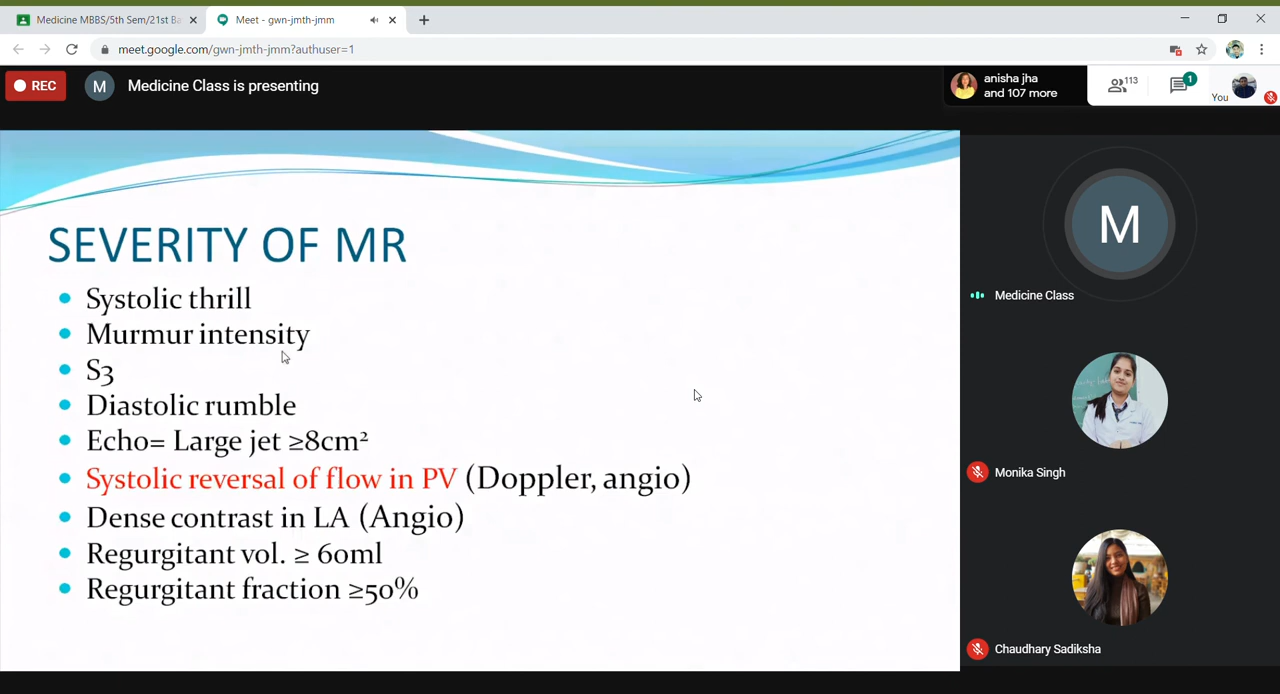 Medicine MBBS/5th Sem/21st Ba
Meet - gwn-jmth-jmm
meet.google.com/gwn-jmth-jmm?authuser=1
REC
M
Medicine Class is presenting
anisha jha
and 107 more
113
1
You
SEVERITY OF MR
• Systolic thrill
• Murmur intensity
• S3
• Diastolic rumble
• Echo= Large jet ≥8cm²
• Systolic reversal of flow in PV (Doppler, angio)
• Dense contrast in LA (Angio)
• Regurgitant vol. ≥ 60ml
• Regurgitant fraction ≥50%
M
Medicine Class
Monika Singh
Chaudhary Sadiksha